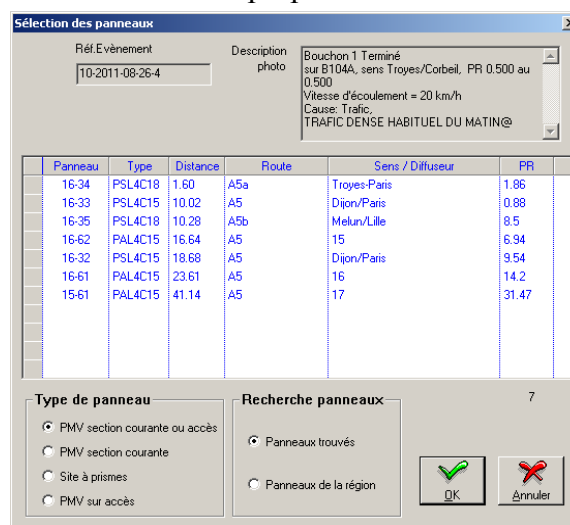 Sélection des panneaux
Réf.Evènement
10-2011-08-26-4
Description photo
Bouchon 1 Terminé
sur B104A, sens Troyes/Corbeil, PR 0.500 au
0.500
Vitesse d'écoulement = 20 km/h
Cause: Trafic,
TRAFIC DENSE HABITUEL DU MATIN@
Panneau Type Distance Route Sens / Diffuseur PR
16-34 PSL4C18 1.60 A5a Troyes-Paris 1.86
16-33 PSL4C15 10.02 A5 Dijon/Paris 0.88
16-35 PSL4C18 10.28 A5b Melun/Lille 8.5
16-62 PAL4C15 16.64 A5 15 6.94
16-32 PSL4C15 18.68 A5 Dijon/Paris 9.54
16-61 PAL4C15 23.61 A5 16 14.2
15-61 PAL4C15 41.14 A5 17 31.47
Type de panneau
PMV section courante ou accès
PMV section courante
Site à prismes
PMV sur accès
Recherche panneaux
Panneaux trouvés
Panneaux de la région
7
OK
Annuler